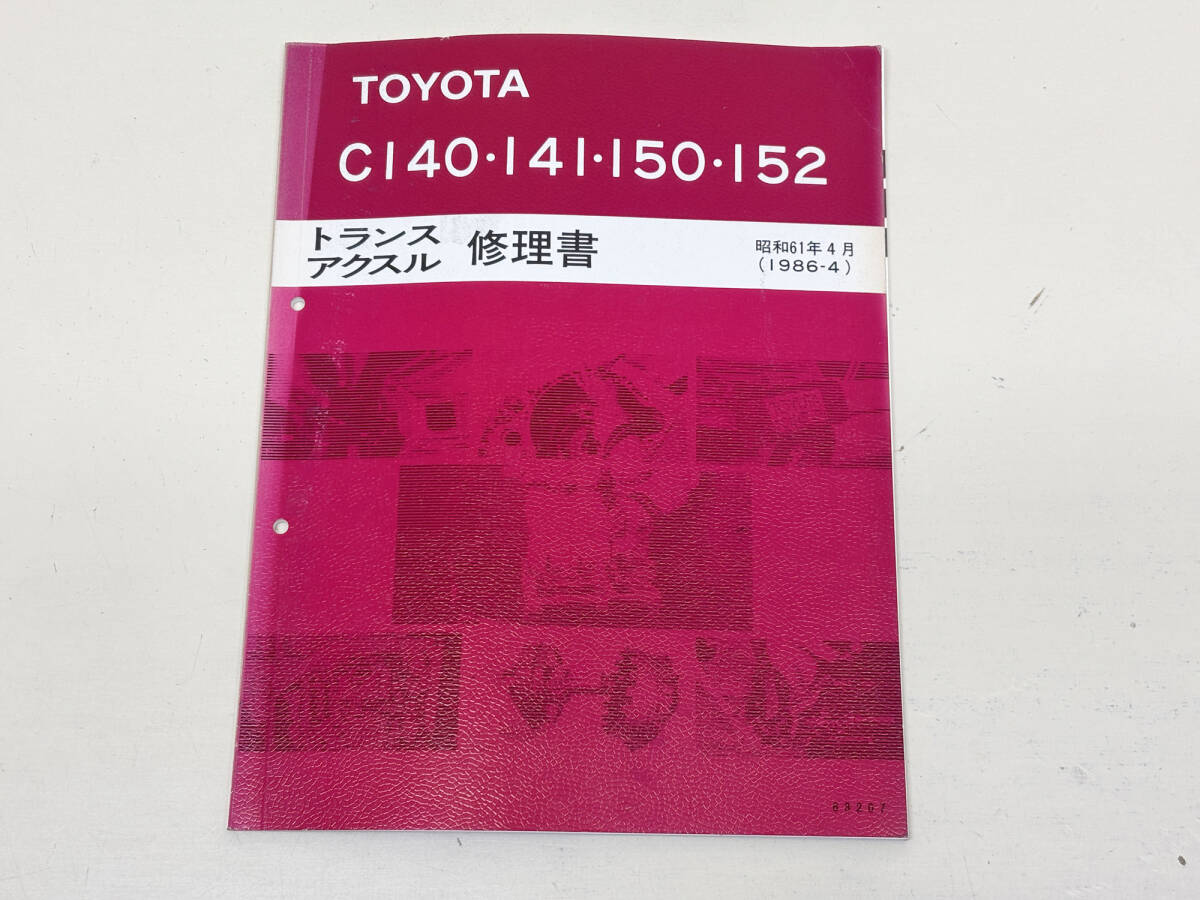 TOYOTA
C140・141・150・152
トランス
アクスル
修理書
昭和61年4月
(1986-4)